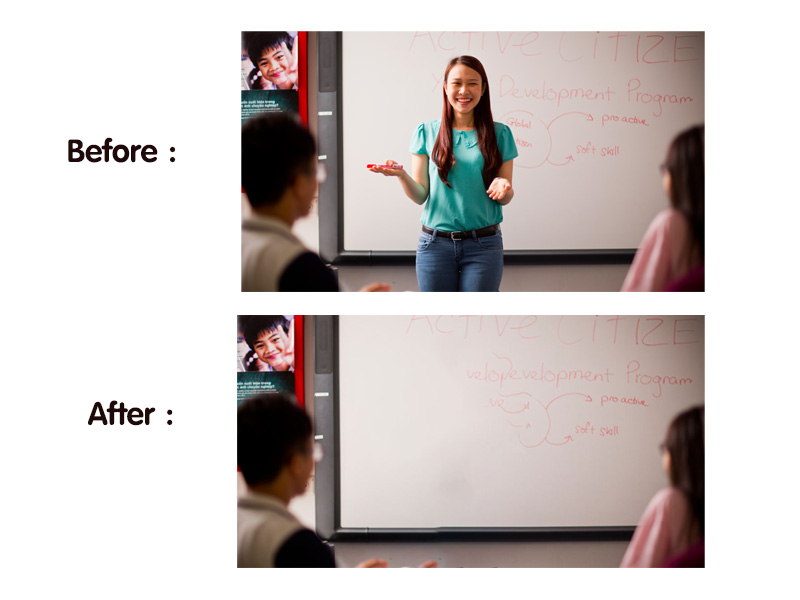 Before :
ACTIVE CITIZE
Development Program
Global proactive
soft skill
After :
ACTIVE CITIZE
velopevelopment Program
proactive
soft skill